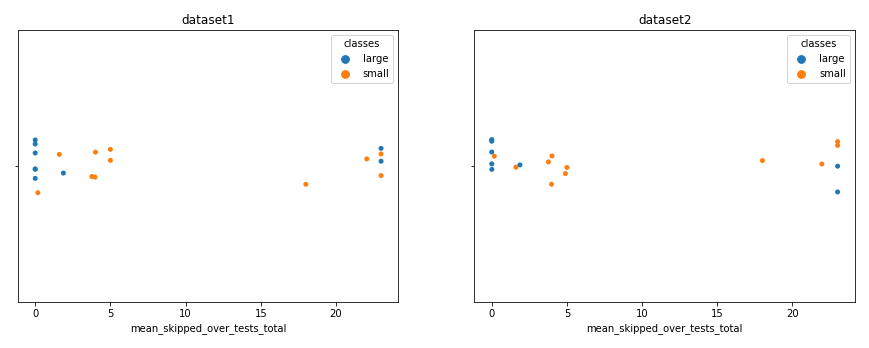 dataset1
classes
large
small
0 5 10 15 20
mean_skipped_over_tests_total
dataset2
classes
large
small
0 5 10 15 20
mean_skipped_over_tests_total